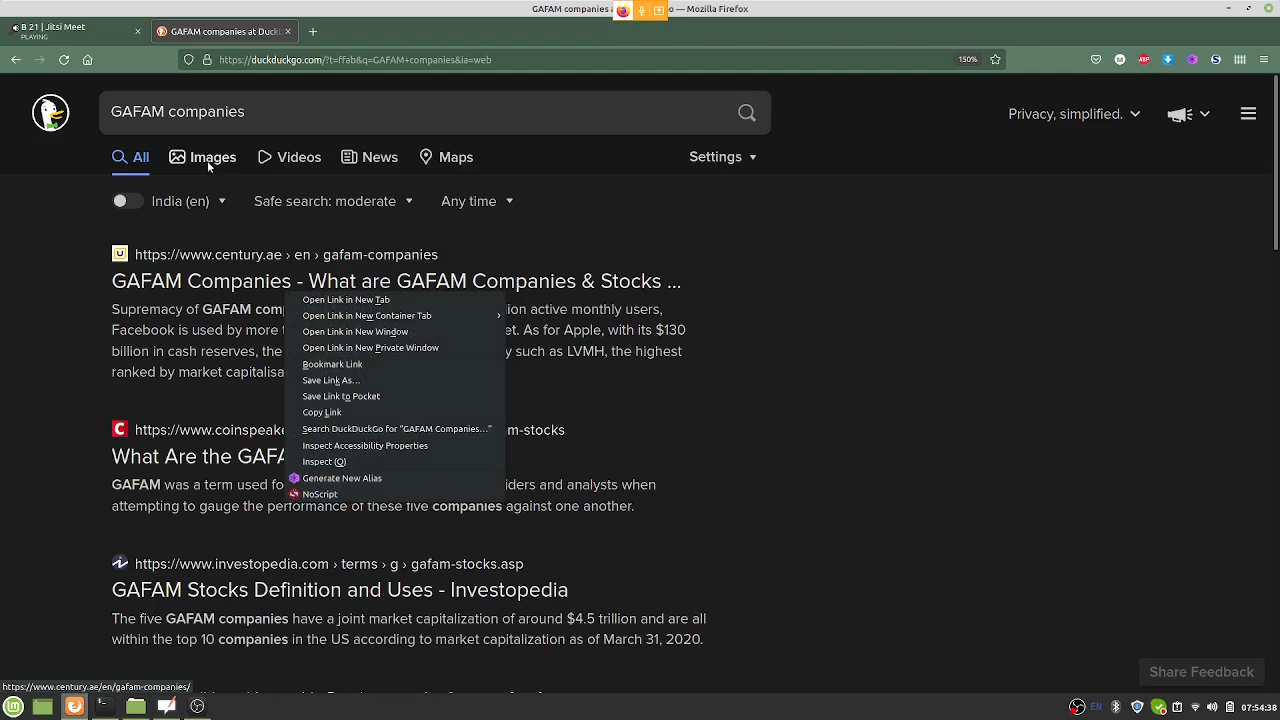 GAFAM companies a
o — Mozilla Firefox
B 21 | Jitsi Meet
PLAYING
GAFAM companies at DuckD
https://duckduckgo.com/?t=ffab&q=GAFAM+companies&ia=web
150%
GAFAM companies
Privacy, simplified.
All
Images
Videos
News
Maps
Settings
India (en)
Safe search: moderate
Any time
https://www.century.ae › en › gafam-companies
GAFAM Companies - What are GAFAM Companies & Stocks ...
Supremacy of GAFAM comp
ion active monthly users,
Facebook is used by more t
et. As for Apple, with its $130
billion in cash reserves, the
y such as LVMH, the highest
ranked by market capitalisa
Open Link in New Tab
Open Link in New Container Tab
Open Link in New Window
Open Link in New Private Window
Bookmark Link
Save Link As…
Save Link to Pocket
Copy Link
Search DuckDuckGo for “GAFAM Companies…”
Inspect Accessibility Properties
Inspect (Q)
Generate New Alias
NoScript
https://www.coinspeake
am-stocks
What Are the GAFA
GAFAM was a term used fo
ders and analysts when
attempting to gauge the performance of these five companies against one another.
https://www.investopedia.com › terms › g › gafam-stocks.asp
GAFAM Stocks Definition and Uses - Investopedia
The five GAFAM companies have a joint market capitalization of around $4.5 trillion and are all
within the top 10 companies in the US according to market capitalization as of March 31, 2020.
Share Feedback
https://www.century.ae/en/gafam-companies/
EN
07:54:38